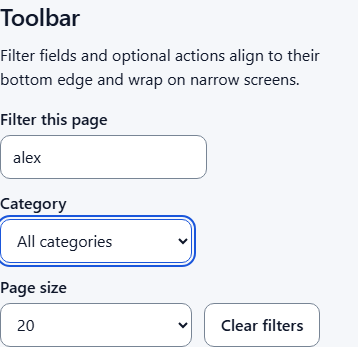 Toolbar
Filter fields and optional actions align to their
bottom edge and wrap on narrow screens.
Filter this page
alex
Category
All categories
Page size
20
Clear filters